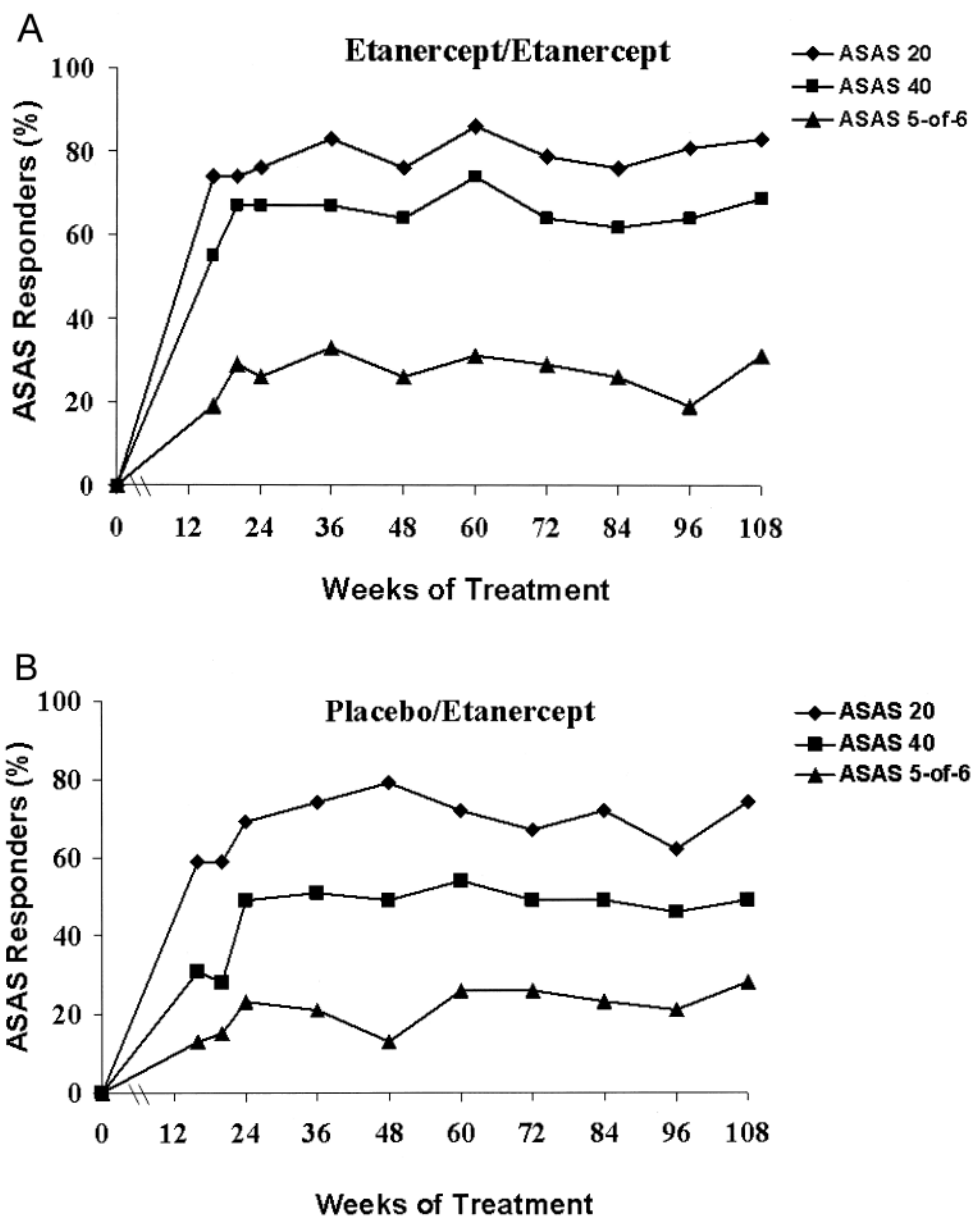 A
Etanercept/Etanercept
ASAS 20
ASAS 40
ASAS 5-of-6
ASAS Responders (%)
100
80
60
40
20
0
0 12 24 36 48 60 72 84 96 108
Weeks of Treatment
B
Placebo/Etanercept
ASAS 20
ASAS 40
ASAS 5-of-6
ASAS Responders (%)
100
80
60
40
20
0
0 12 24 36 48 60 72 84 96 108
Weeks of Treatment